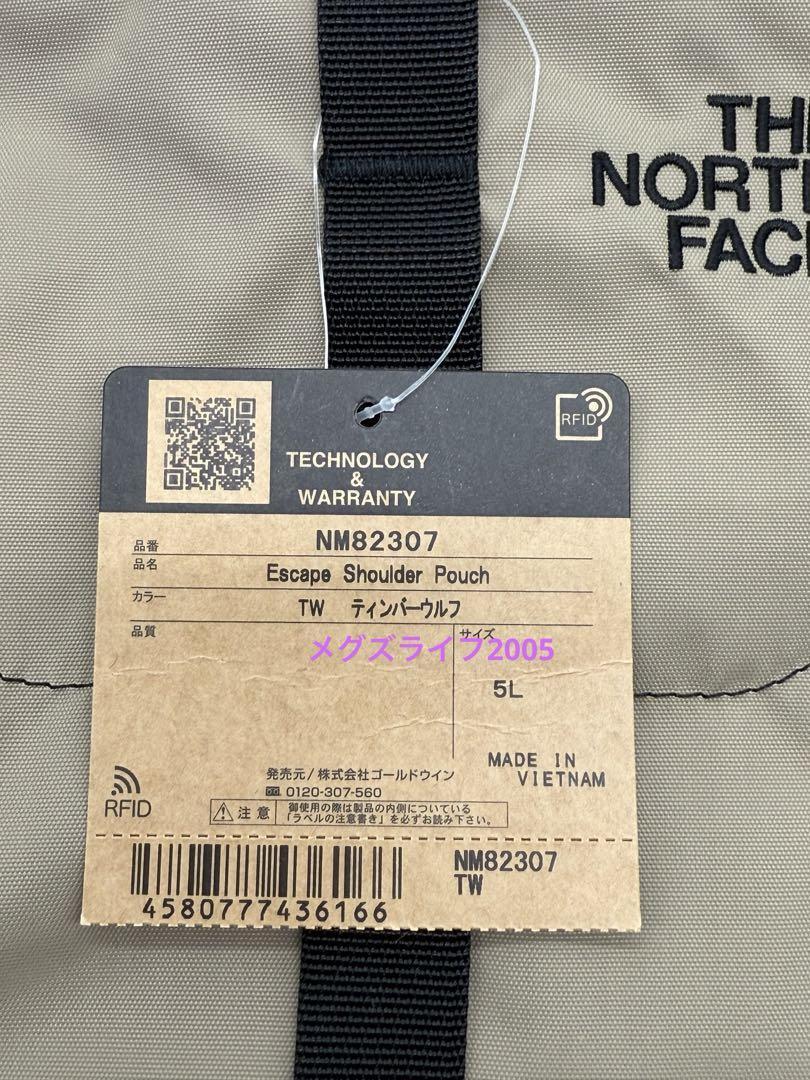 THE
NORTH
FACE
RFID
TECHNOLOGY
&
WARRANTY
品番 NM82307
品名 Escape Shoulder Pouch
カラー TW ティンバーウルフ
品質 サイズ
メグズライフ2005
5L
MADE IN
VIETNAM
発売元/株式会社ゴールドウイン
0120-307-560
RFID
注意 御使用の際は製品の内側についている
「ラベルの注意書き」を必ずお読み下さい。
NM82307
TW
4580777436166